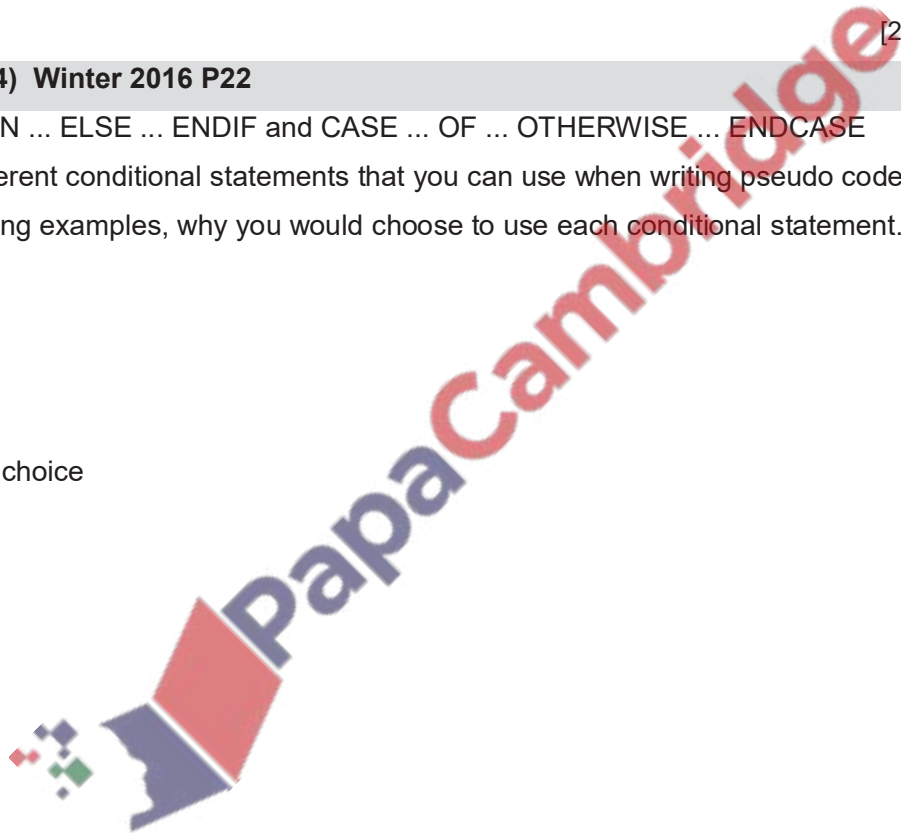 [2
4) Winter 2016 P22
N ... ELSE ... ENDIF and CASE ... OF ... OTHERWISE ... ENDCASE
erent conditional statements that you can use when writing pseudo code
ng examples, why you would choose to use each conditional statement.
choice
PapaCambridge